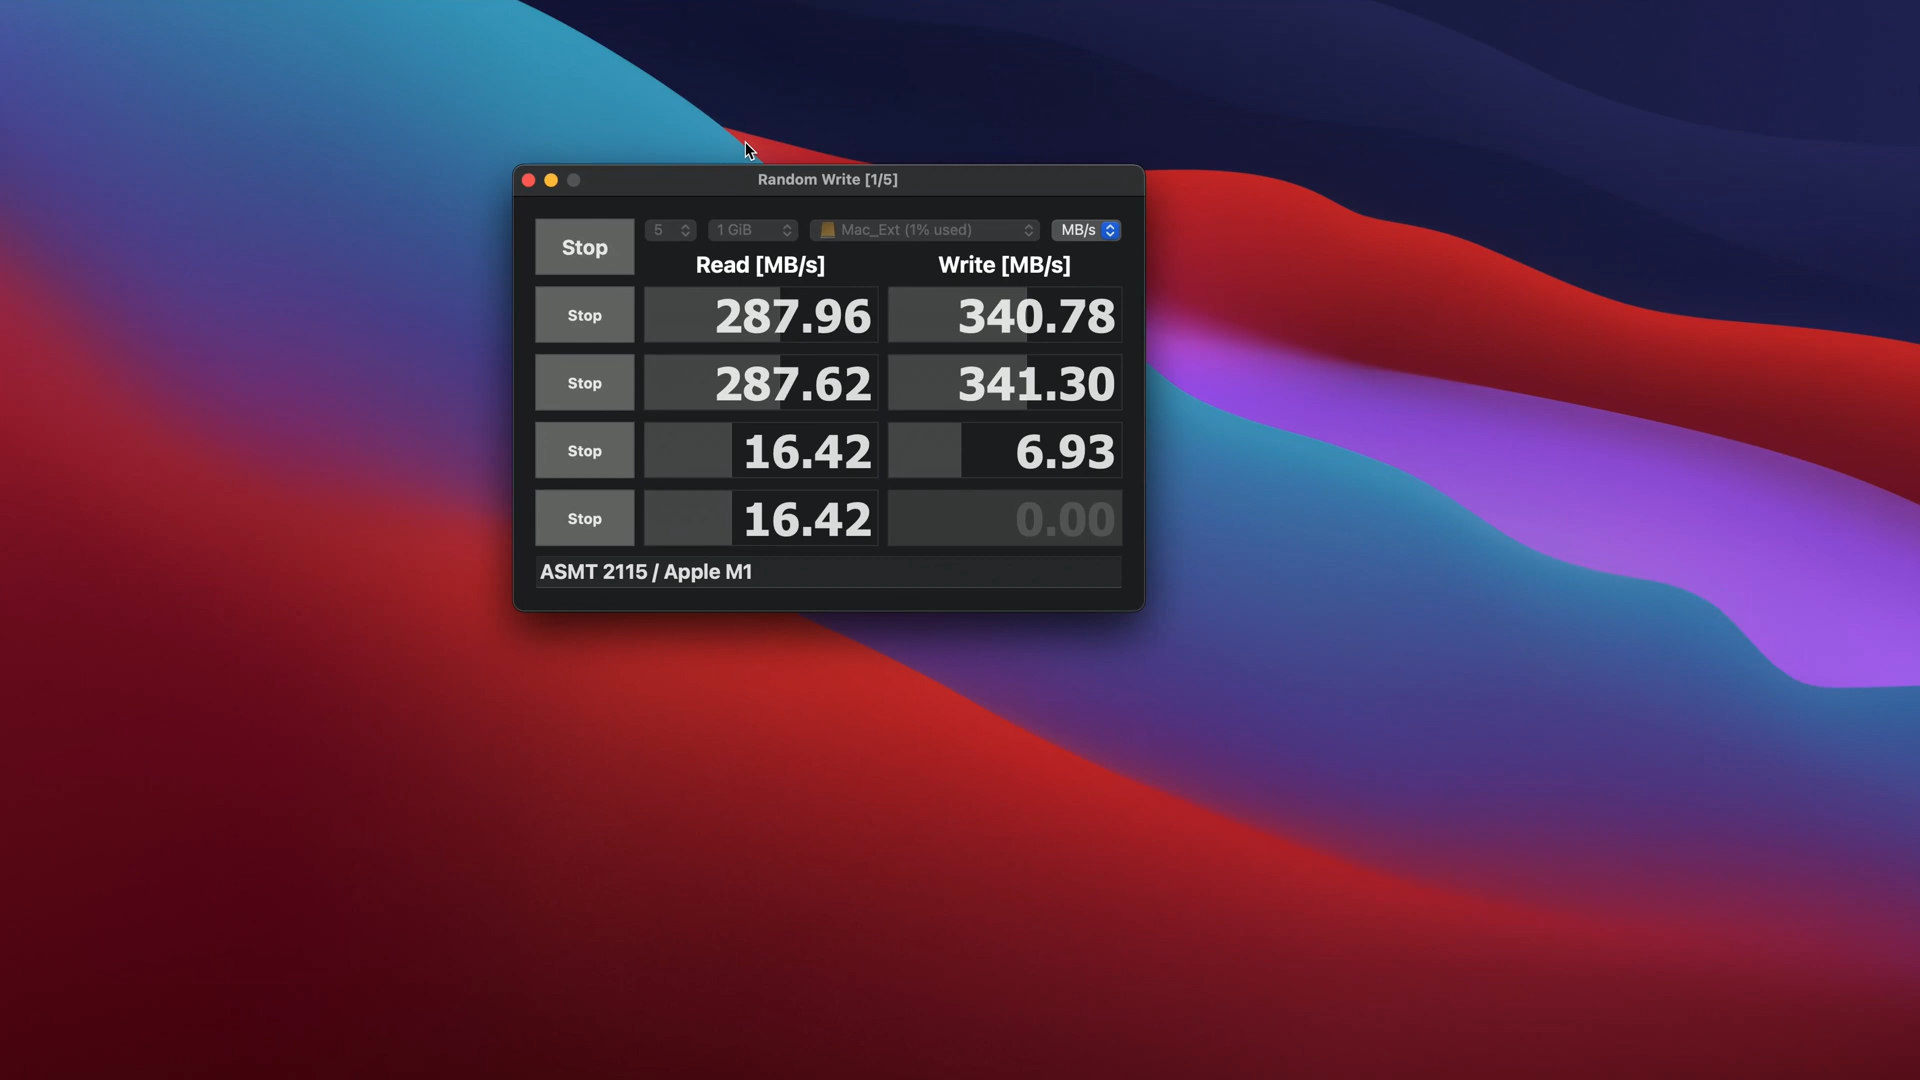 Random Write [1/5]
Stop
5
1 GiB
Mac_Ext (1% used)
MB/s
Read [MB/s]
Write [MB/s]
Stop
287.96
340.78
Stop
287.62
341.30
Stop
16.42
6.93
Stop
16.42
0.00
ASMT 2115 / Apple M1